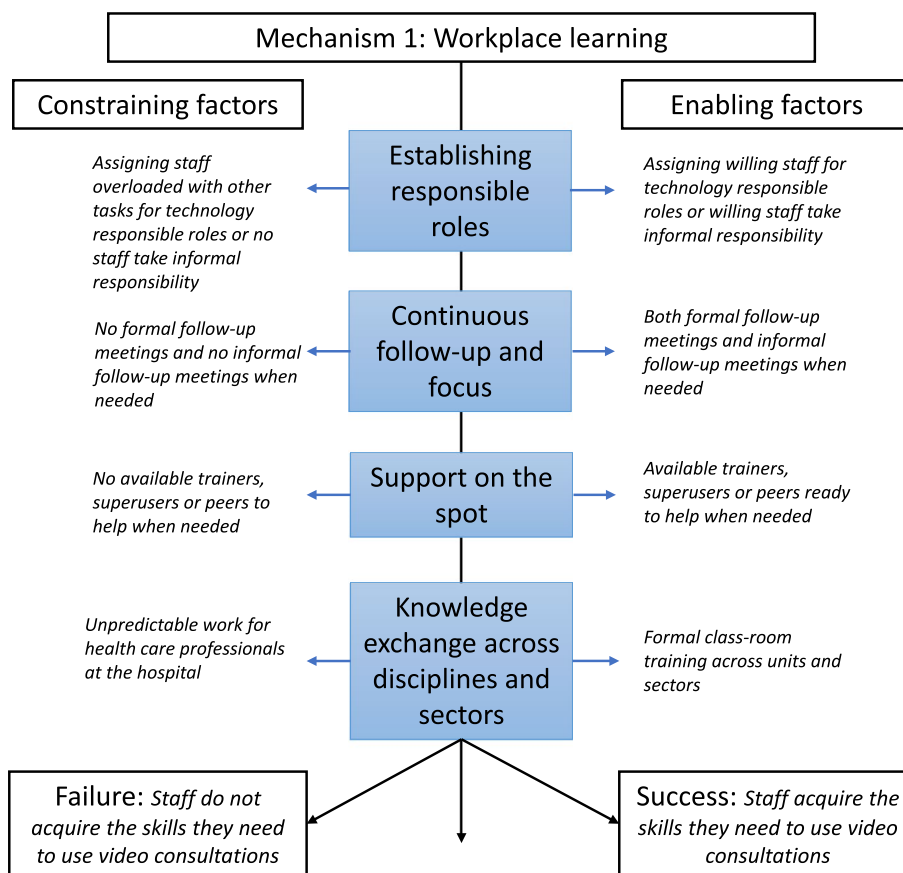 Mechanism 1: Workplace learning
Constraining factors
Enabling factors
Assigning staff
overloaded with other
tasks for technology
responsible roles or no
staff take informal
responsibility
Establishing
responsible
roles
Assigning willing staff for
technology responsible
roles or willing staff take
informal responsibility
No formal follow-up
meetings and no informal
follow-up meetings when
needed
Continuous
follow-up and
focus
Both formal follow-up
meetings and informal
follow-up meetings when
needed
No available trainers,
superusers or peers to
help when needed
Support on the
spot
Available trainers,
superusers or peers ready
to help when needed
Unpredictable work for
health care professionals
at the hospital
Knowledge
exchange across
disciplines and
sectors
Formal class-room
training across units and
sectors
Failure: Staff do not
acquire the skills they need
to use video consultations
Success: Staff acquire the
skills they need to use video
consultations